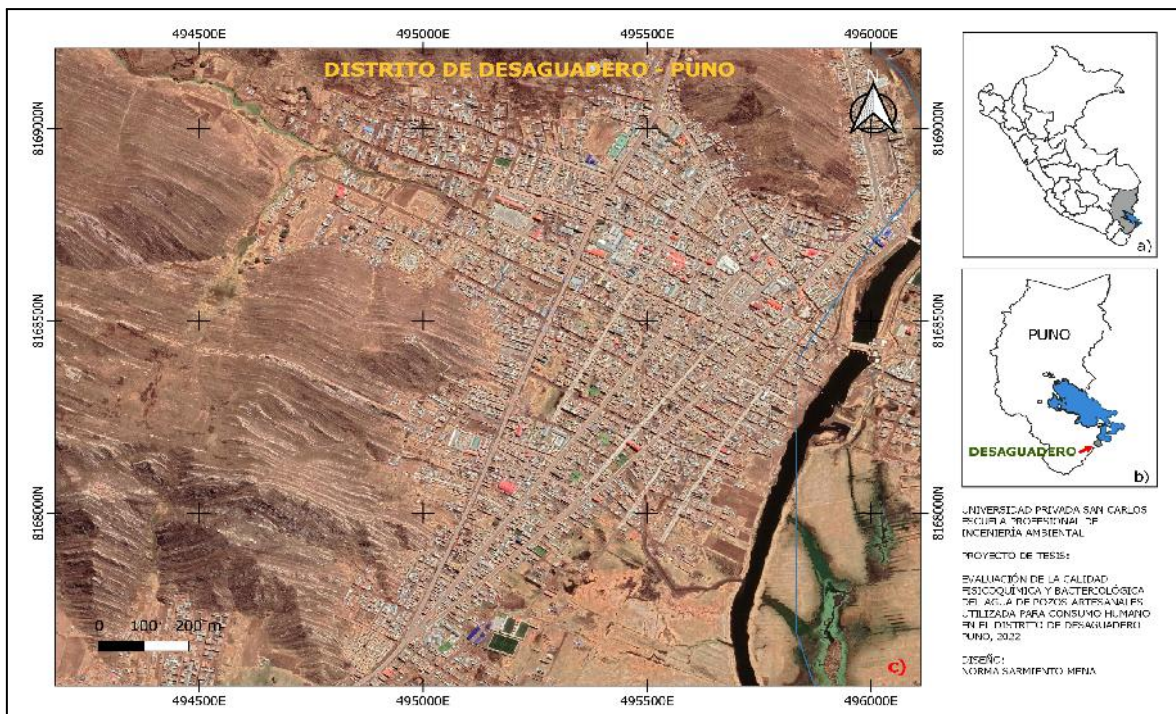 494500E 495000E 495500E 496000E
DISTRITO DE DESAGUADERO - PUNO
N
8169000N
8168500N
8168000N
8169000N
8168500N
8168000N
0 100 200 m
c)
494500E 495000E 495500E 496000E
a)
PUNO
DESAGUADERO
b)
UNIVERSIDAD PRIVADA SAN CARLOS
ESCUELA PROFESIONAL DE
INGENIERÍA AMBIENTAL
PROYECTO DE TESIS:
EVALUACIÓN DE LA CALIDAD
FISICOQUÍMICA Y BACTERIOLÓGICA
DEL AGUA DE POZOS ARTESANALES
UTILIZADA PARA CONSUMO HUMANO
EN EL DISTRITO DE DESAGUADERO
PUNO, 2022
DISEÑO:
NORMA SARMIENTO MENA